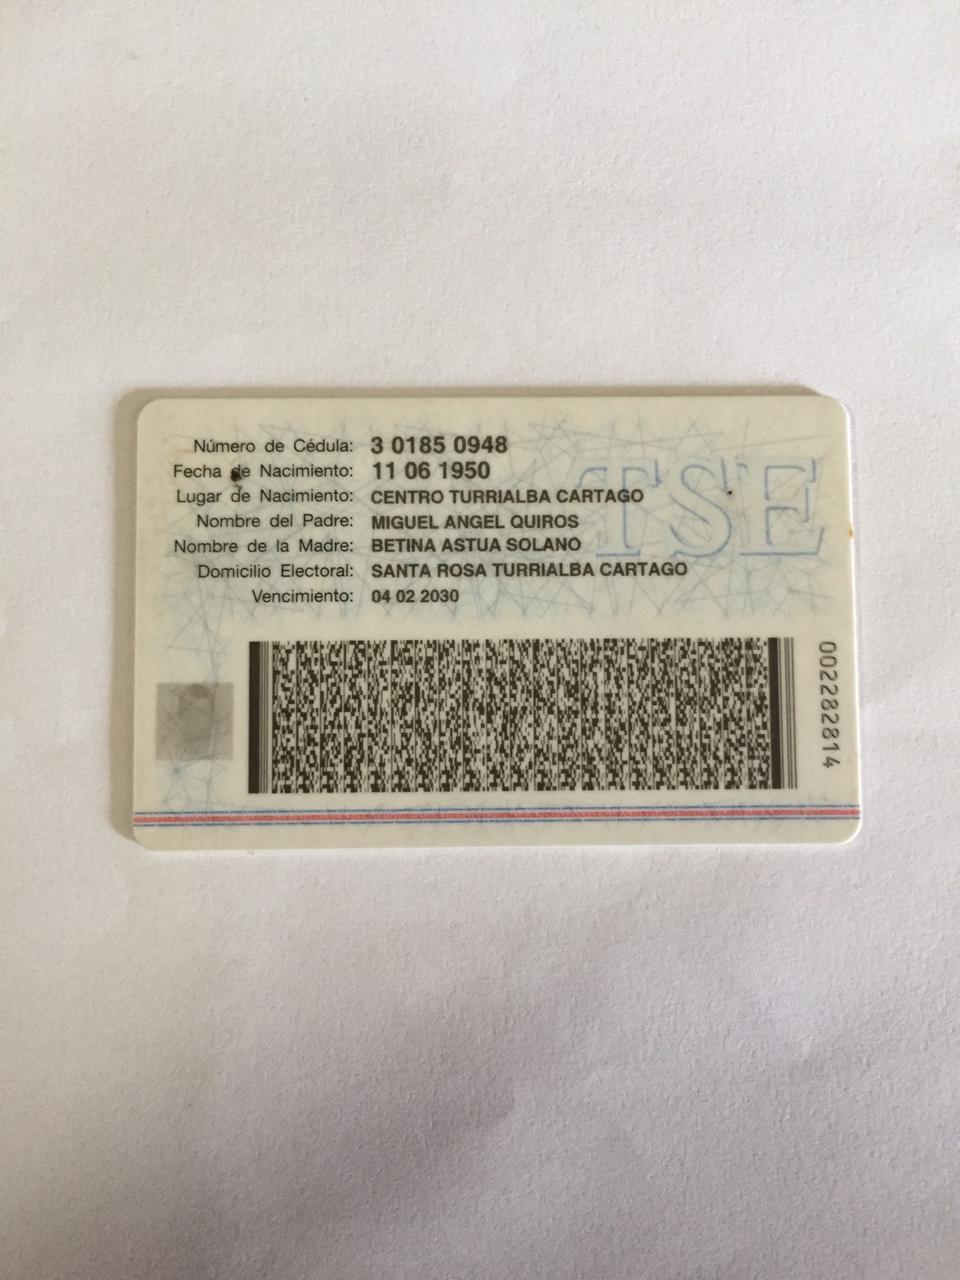 Número de Cédula: 3 0185 0948
Fecha de Nacimiento: 11 06 1950
Lugar de Nacimiento: CENTRO TURRIALBA CARTAGO
Nombre del Padre: MIGUEL ANGEL QUIROS
Nombre de la Madre: BETINA ASTUA SOLANO
Domicilio Electoral: SANTA ROSA TURRIALBA CARTAGO
Vencimiento: 04 02 2030
TSE
002282814